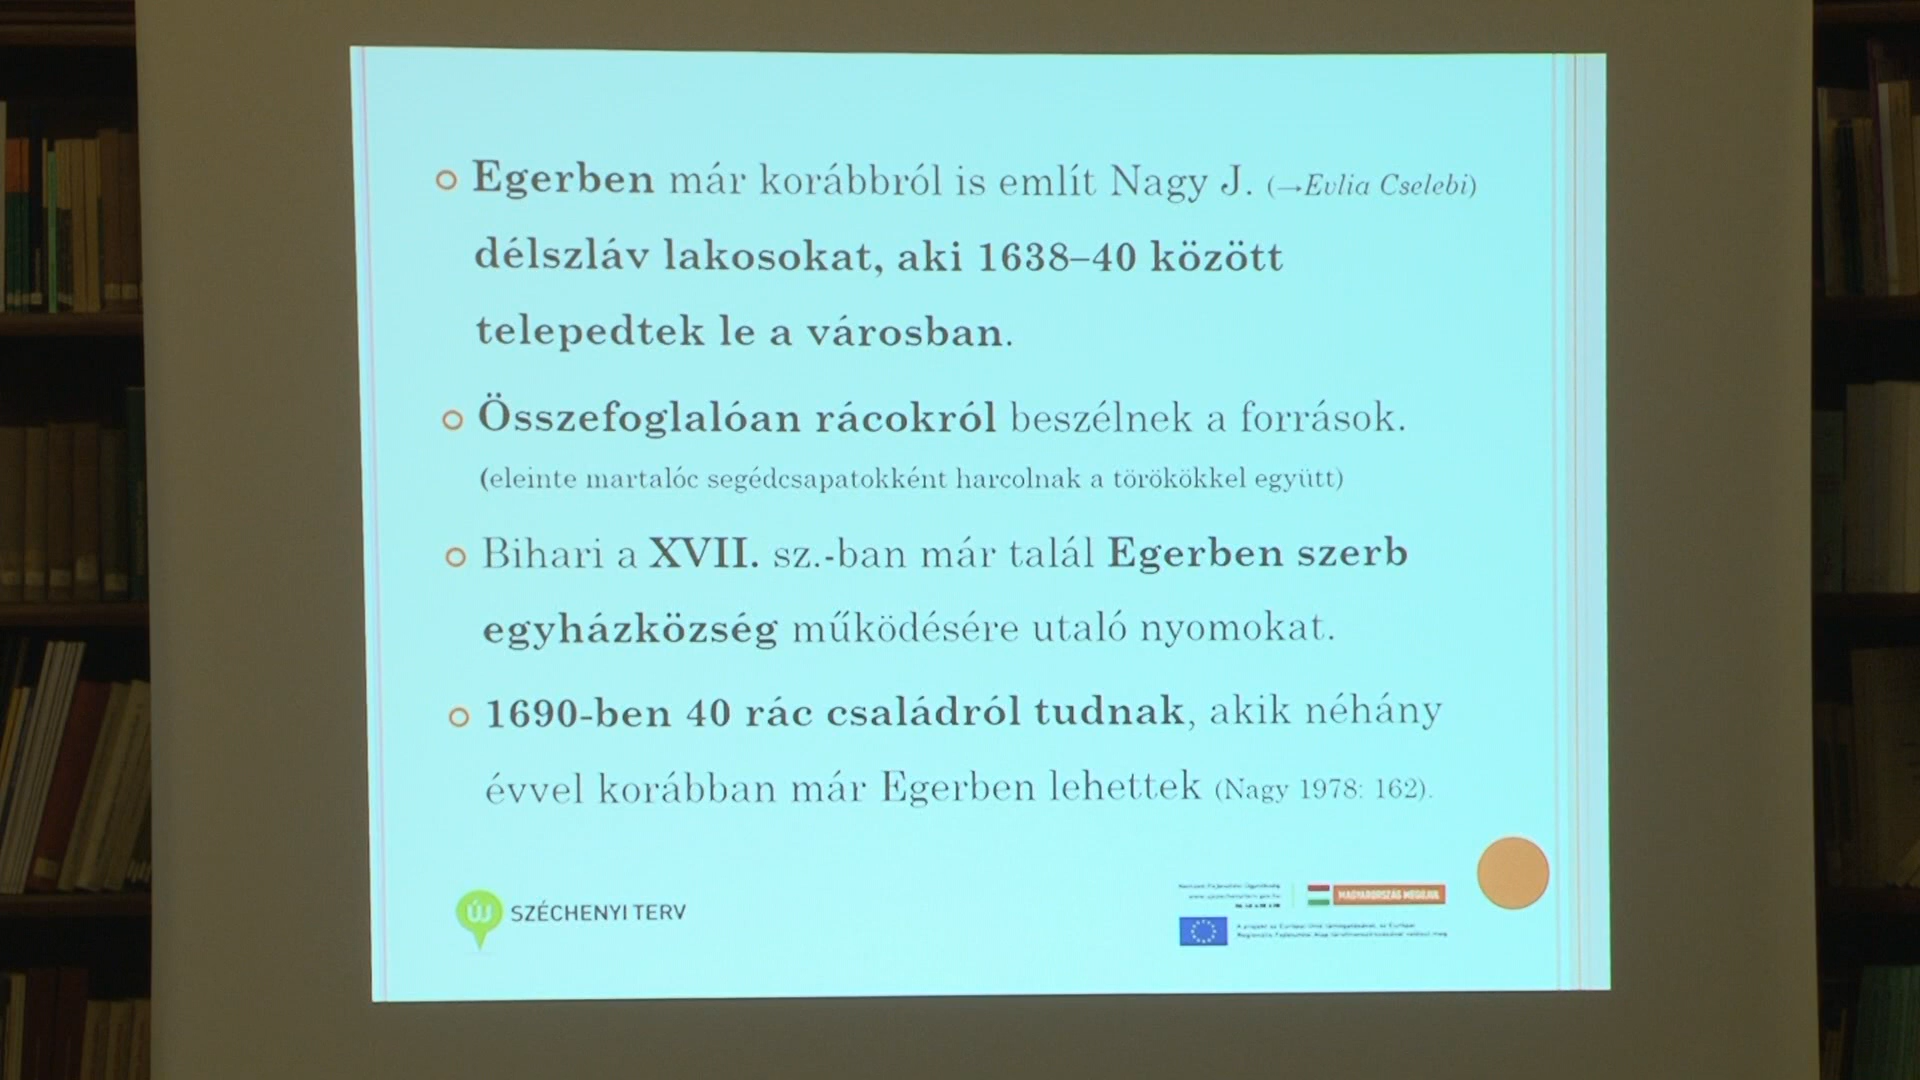 Egerben már korábbról is említ Nagy J. (→Evlia Cselebi)
délszláv lakosokat, aki 1638–40 között
telepedtek le a városban.
Összefoglalóan rácokról beszélnek a források.
(eleinte martalóc segédcsapatokként harcolnak a törökökkel együtt)
Bihari a XVII. sz.-ban már talál Egerben szerb
egyházközség működésére utaló nyomokat.
1690-ben 40 rác családról tudnak, akik néhány
évvel korábban már Egerben lehettek (Nagy 1978: 162).
ÚJ SZÉCHENYI TERV
Nemzeti Fejlesztési Ügynökség
MAGYARORSZÁG MEGÚJUL